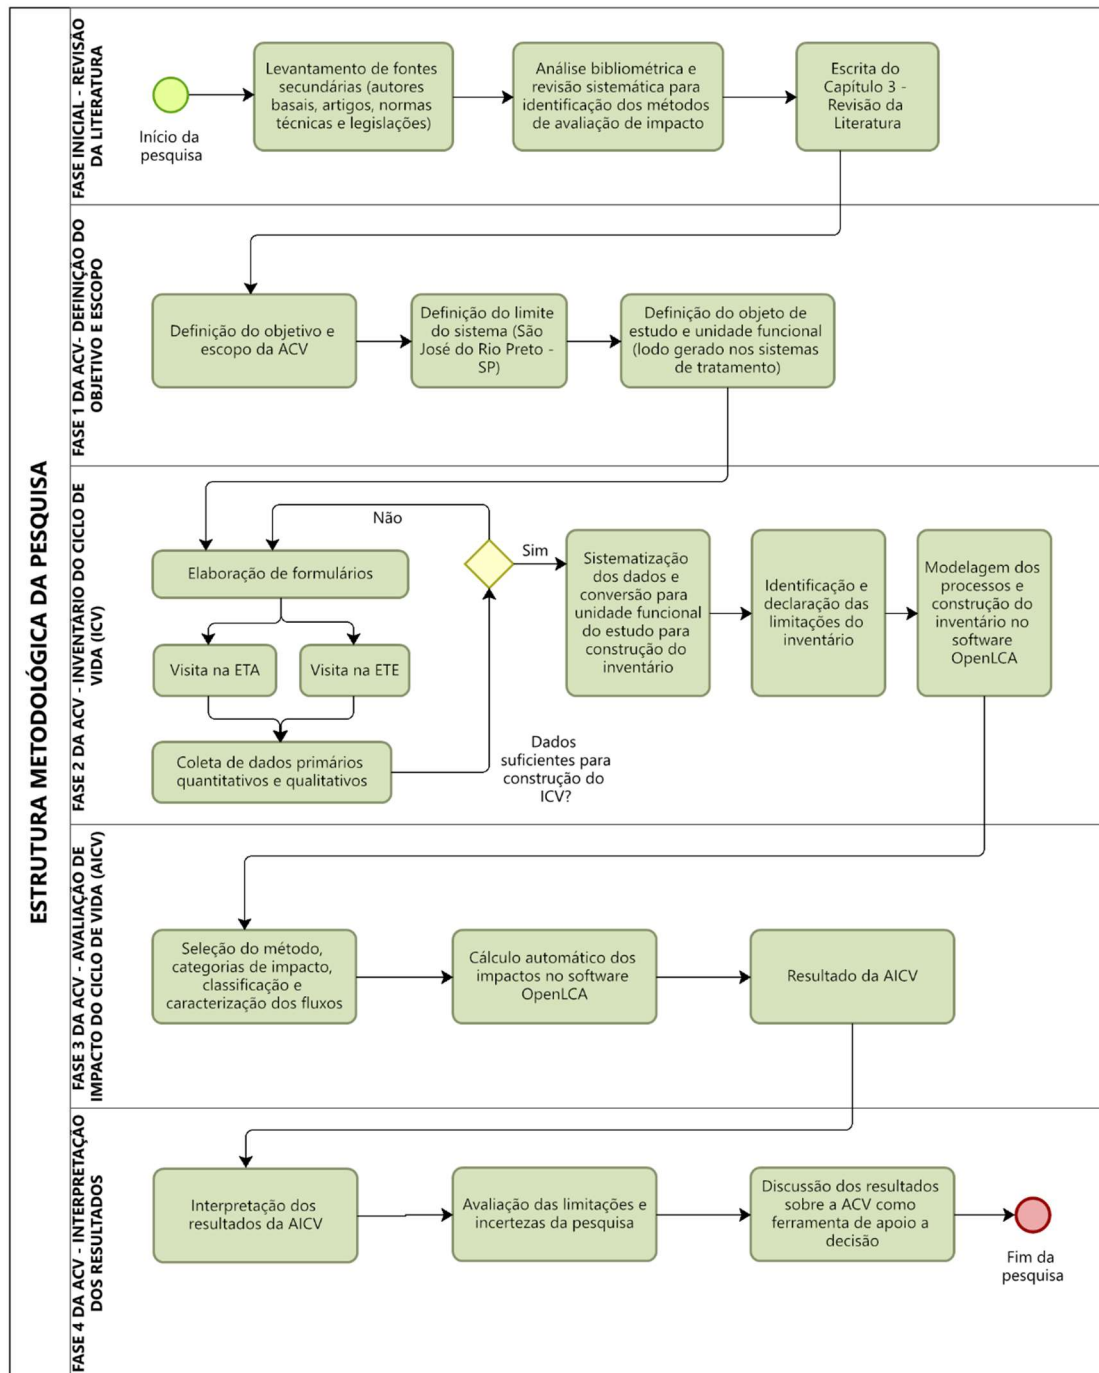 ESTRUTURA METODOLÓGICA DA PESQUISA
FASE INICIAL - REVISÃO
DA LITERATURA
Início da
pesquisa
Levantamento de fontes
secundárias (autores
basais, artigos, normas
técnicas e legislações)
Análise bibliométrica e
revisão sistemática para
identificação dos métodos
de avaliação de impacto
Escrita do
Capítulo 3 -
Revisão da
Literatura
FASE 1 DA ACV- DEFINIÇÃO DO
OBJETIVO E ESCOPO
Definição do objetivo e
escopo da ACV
Definição do limite
do sistema (São
José do Rio Preto -
SP)
Definição do objeto de
estudo e unidade funcional
(lodo gerado nos sistemas
de tratamento)
FASE 2 DA ACV - INVENTÁRIO DO CICLO DE
VIDA (ICV)
Elaboração de formulários
Visita na ETA
Visita na ETE
Coleta de dados primários
quantitativos e qualitativos
Não
Sim
Dados
suficientes para
construção do
ICV?
Sistematização
dos dados e
conversão para
unidade funcional
do estudo para
construção do
inventário
Identificação e
declaração das
limitações do
inventário
Modelagem dos
processos e
construção do
inventário no
software
OpenLCA
FASE 3 DA ACV - AVALIAÇÃO DE
IMPACTO DO CICLO DE VIDA (AICV)
Seleção do método,
categorias de impacto,
classificação e
caracterização dos fluxos
Cálculo automático dos
impactos no software
OpenLCA
Resultado da AICV
FASE 4 DA ACV - INTERPRETAÇÃO
DOS RESULTADOS
Interpretação dos
resultados da AICV
Avaliação das limitações e
incertezas da pesquisa
Discussão dos resultados
sobre a ACV como
ferramenta de apoio a
decisão
Fim da
pesquisa